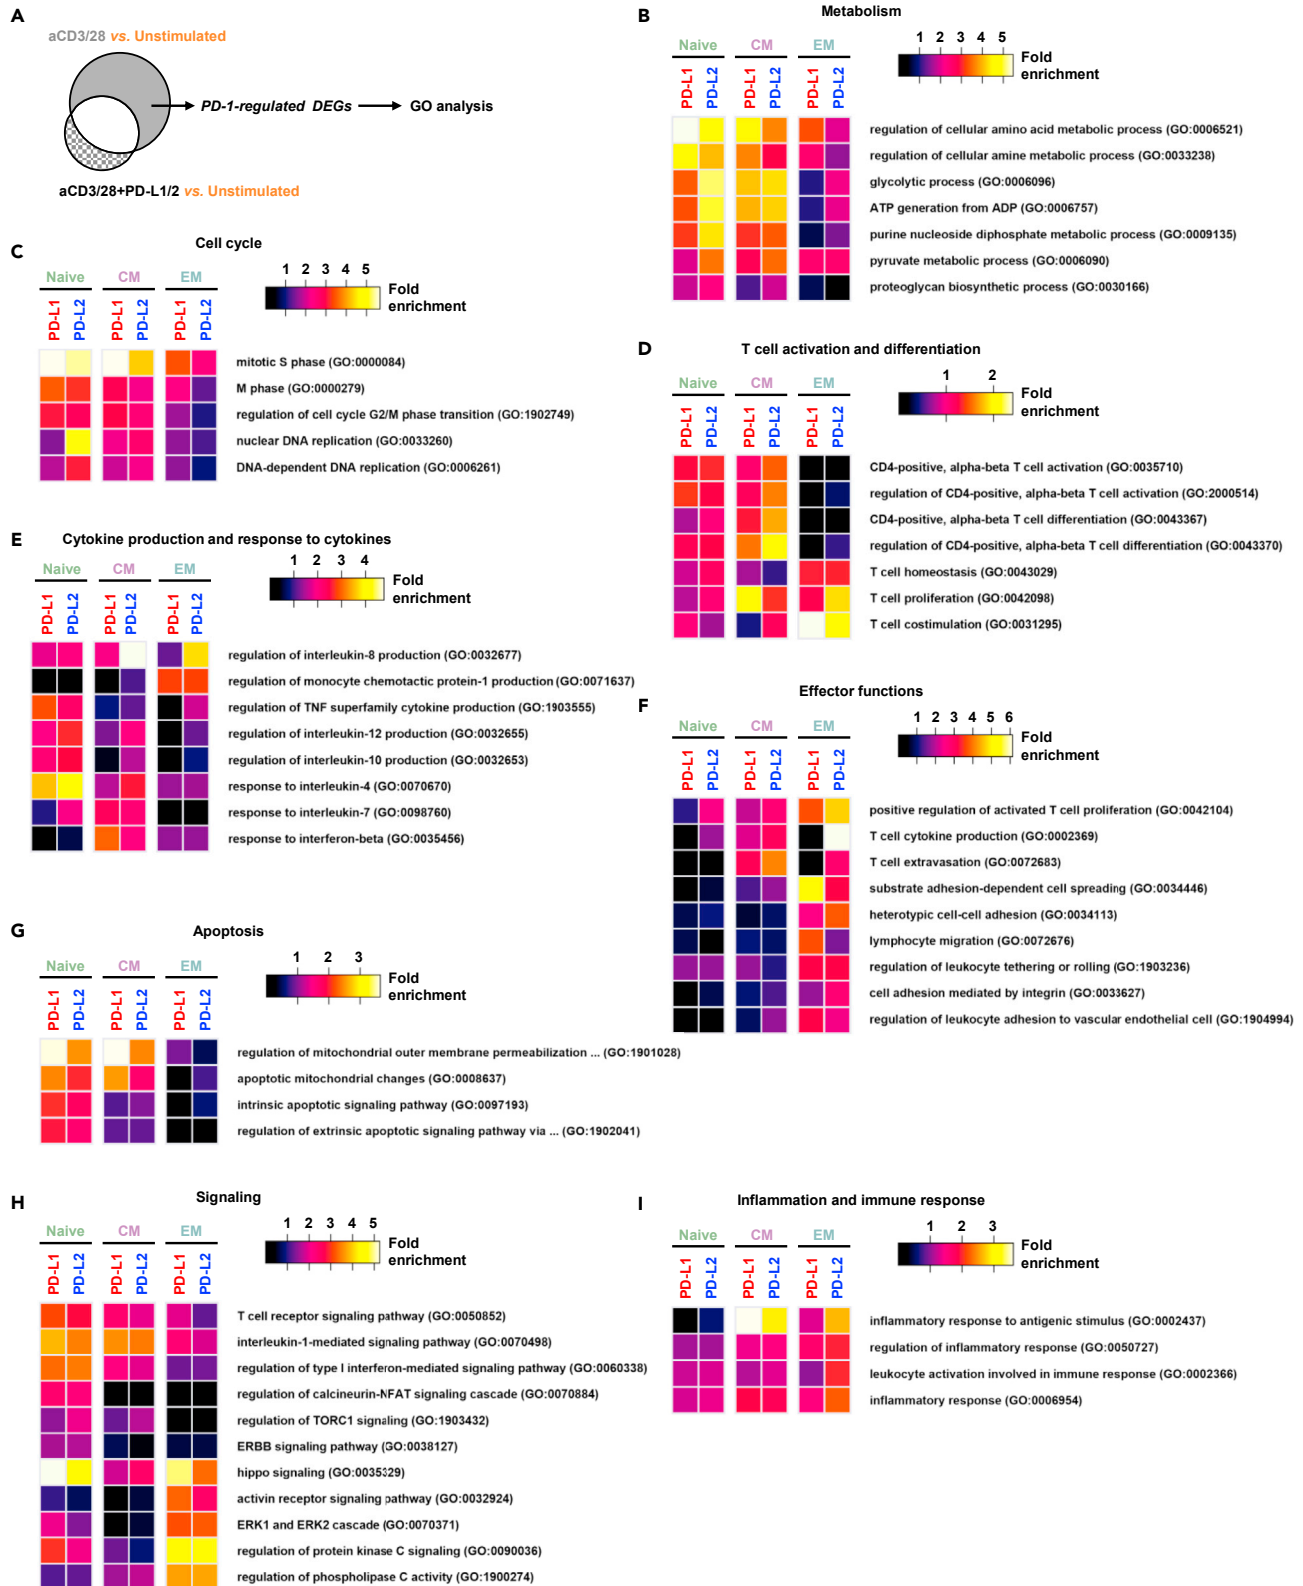 A
aCD3/28 vs. Unstimulated
PD-1-regulated DEGs
GO analysis
aCD3/28+PD-L1/2 vs. Unstimulated
B
Metabolism
Naive CM EM
1 2 3 4 5
Fold
enrichment
PD-L1 PD-L2 PD-L1 PD-L2 PD-L1 PD-L2
regulation of cellular amino acid metabolic process (GO:0006521)
regulation of cellular amine metabolic process (GO:0033238)
glycolytic process (GO:0006096)
ATP generation from ADP (GO:0006757)
purine nucleoside diphosphate metabolic process (GO:0009135)
pyruvate metabolic process (GO:0006090)
proteoglycan biosynthetic process (GO:0030166)
C
Cell cycle
Naive CM EM
1 2 3 4 5
Fold
enrichment
PD-L1 PD-L2 PD-L1 PD-L2 PD-L1 PD-L2
mitotic S phase (GO:0000084)
M phase (GO:0000279)
regulation of cell cycle G2/M phase transition (GO:1902749)
nuclear DNA replication (GO:0033260)
DNA-dependent DNA replication (GO:0006261)
D
T cell activation and differentiation
Naive CM EM
1 2
Fold
enrichment
PD-L1 PD-L2 PD-L1 PD-L2 PD-L1 PD-L2
CD4-positive, alpha-beta T cell activation (GO:0035710)
regulation of CD4-positive, alpha-beta T cell activation (GO:2000514)
CD4-positive, alpha-beta T cell differentiation (GO:0043367)
regulation of CD4-positive, alpha-beta T cell differentiation (GO:0043370)
T cell homeostasis (GO:0043029)
T cell proliferation (GO:0042098)
T cell costimulation (GO:0031295)
E
Cytokine production and response to cytokines
Naive CM EM
1 2 3 4
Fold
enrichment
PD-L1 PD-L2 PD-L1 PD-L2 PD-L1 PD-L2
regulation of interleukin-8 production (GO:0032677)
regulation of monocyte chemotactic protein-1 production (GO:0071637)
regulation of TNF superfamily cytokine production (GO:1903555)
regulation of interleukin-12 production (GO:0032655)
regulation of interleukin-10 production (GO:0032653)
response to interleukin-4 (GO:0070670)
response to interleukin-7 (GO:0098760)
response to interferon-beta (GO:0035456)
F
Effector functions
Naive CM EM
1 2 3 4 5 6
Fold
enrichment
PD-L1 PD-L2 PD-L1 PD-L2 PD-L1 PD-L2
positive regulation of activated T cell proliferation (GO:0042104)
T cell cytokine production (GO:0002369)
T cell extravasation (GO:0072683)
substrate adhesion-dependent cell spreading (GO:0034446)
heterotypic cell-cell adhesion (GO:0034113)
lymphocyte migration (GO:0072676)
regulation of leukocyte tethering or rolling (GO:1903236)
cell adhesion mediated by integrin (GO:0033627)
regulation of leukocyte adhesion to vascular endothelial cell (GO:1904994)
G
Apoptosis
Naive CM EM
1 2 3
Fold
enrichment
PD-L1 PD-L2 PD-L1 PD-L2 PD-L1 PD-L2
regulation of mitochondrial outer membrane permeabilization ... (GO:1901028)
apoptotic mitochondrial changes (GO:0008637)
intrinsic apoptotic signaling pathway (GO:0097193)
regulation of extrinsic apoptotic signaling pathway via ... (GO:1902041)
H
Signaling
Naive CM EM
1 2 3 4 5
Fold
enrichment
PD-L1 PD-L2 PD-L1 PD-L2 PD-L1 PD-L2
T cell receptor signaling pathway (GO:0050852)
interleukin-1-mediated signaling pathway (GO:0070498)
regulation of type I interferon-mediated signaling pathway (GO:0060338)
regulation of calcineurin-NFAT signaling cascade (GO:0070884)
regulation of TORC1 signaling (GO:1903432)
ERBB signaling pathway (GO:0038127)
hippo signaling (GO:0035329)
activin receptor signaling pathway (GO:0032924)
ERK1 and ERK2 cascade (GO:0070371)
regulation of protein kinase C signaling (GO:0090036)
regulation of phospholipase C activity (GO:1900274)
I
Inflammation and immune response
Naive CM EM
1 2 3
Fold
enrichment
PD-L1 PD-L2 PD-L1 PD-L2 PD-L1 PD-L2
inflammatory response to antigenic stimulus (GO:0002437)
regulation of inflammatory response (GO:0050727)
leukocyte activation involved in immune response (GO:0002366)
inflammatory response (GO:0006954)